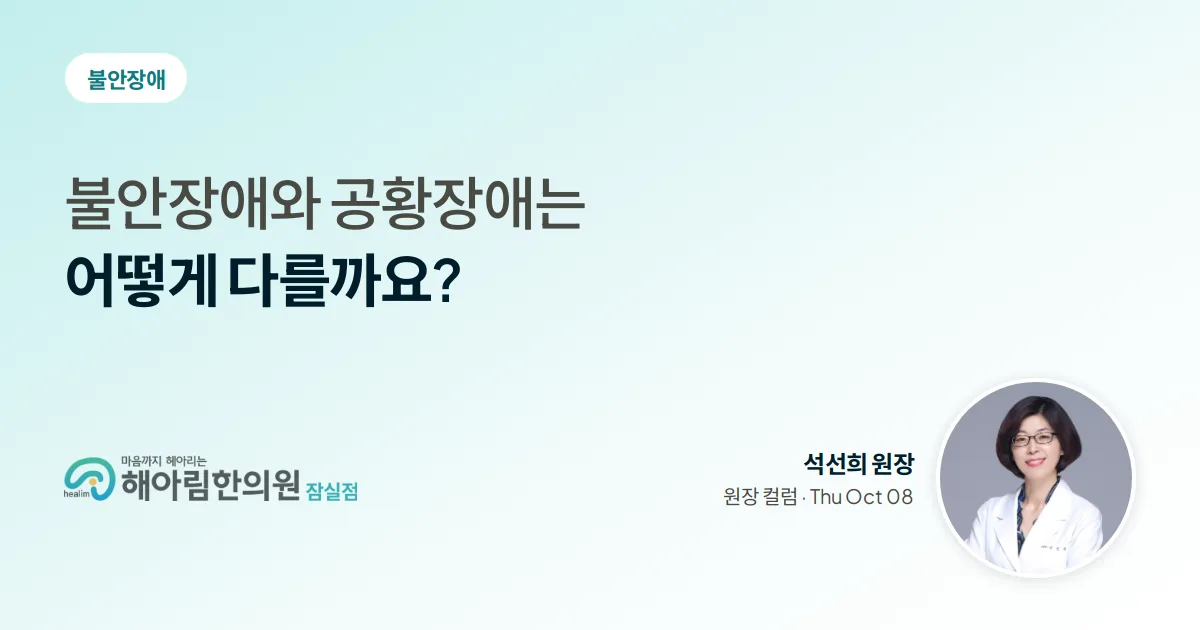 불안장애
불안장애와 공황장애는
어떻게 다를까요?
마음까지 헤아리는
healim
해아림한의원 잠실점
석선희 원장
원장 컬럼 · Thu Oct 08